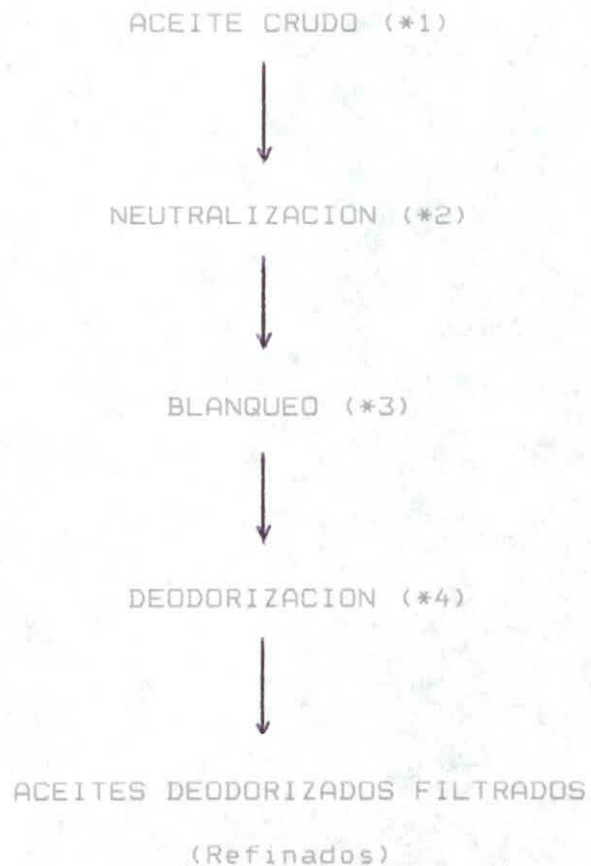 ACEITE CRUDO (*1)
NEUTRALIZACION (*2)
BLANQUEO (*3)
DEODORIZACION (*4)
ACEITES DEODORIZADOS FILTRADOS
(Refinados)